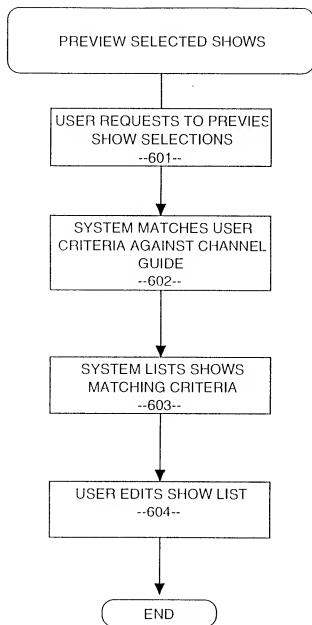 PREVIEW SELECTED SHOWS
USER REQUESTS TO PREVIES
SHOW SELECTIONS
--601--
SYSTEM MATCHES USER
CRITERIA AGAINST CHANNEL
GUIDE
--602--
SYSTEM LISTS SHOWS
MATCHING CRITERIA
--603--
USER EDITS SHOW LIST
--604--
END